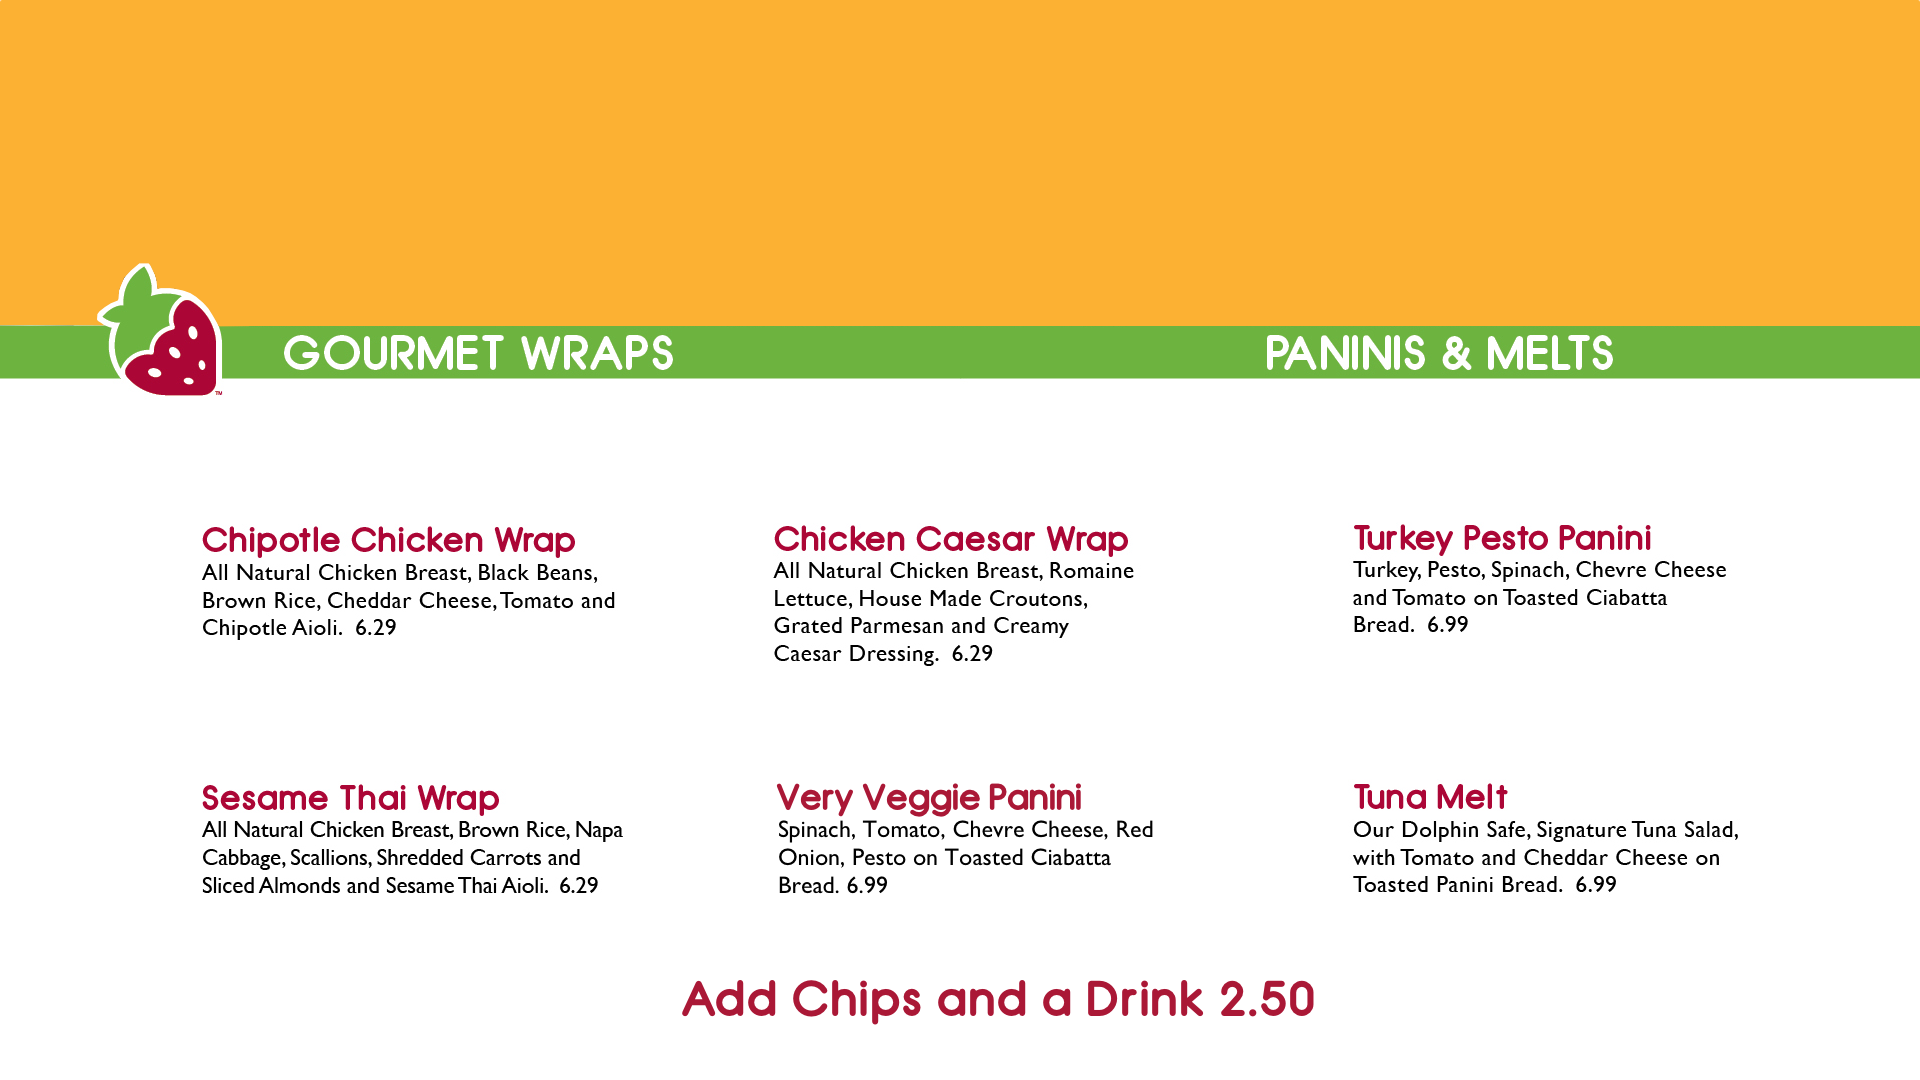 GOURMET WRAPS
PANINIS & MELTS
Chipotle Chicken Wrap
All Natural Chicken Breast, Black Beans,
Brown Rice, Cheddar Cheese, Tomato and
Chipotle Aioli.  6.29
Chicken Caesar Wrap
All Natural Chicken Breast, Romaine
Lettuce, House Made Croutons,
Grated Parmesan and Creamy
Caesar Dressing.  6.29
Turkey Pesto Panini
Turkey, Pesto, Spinach, Chevre Cheese
and Tomato on Toasted Ciabatta
Bread.  6.99
Sesame Thai Wrap
All Natural Chicken Breast, Brown Rice, Napa
Cabbage, Scallions, Shredded Carrots and
Sliced Almonds and Sesame Thai Aioli.  6.29
Very Veggie Panini
Spinach, Tomato, Chevre Cheese, Red
Onion, Pesto on Toasted Ciabatta
Bread. 6.99
Tuna Melt
Our Dolphin Safe, Signature Tuna Salad,
with Tomato and Cheddar Cheese on
Toasted Panini Bread.  6.99
Add Chips and a Drink 2.50
™